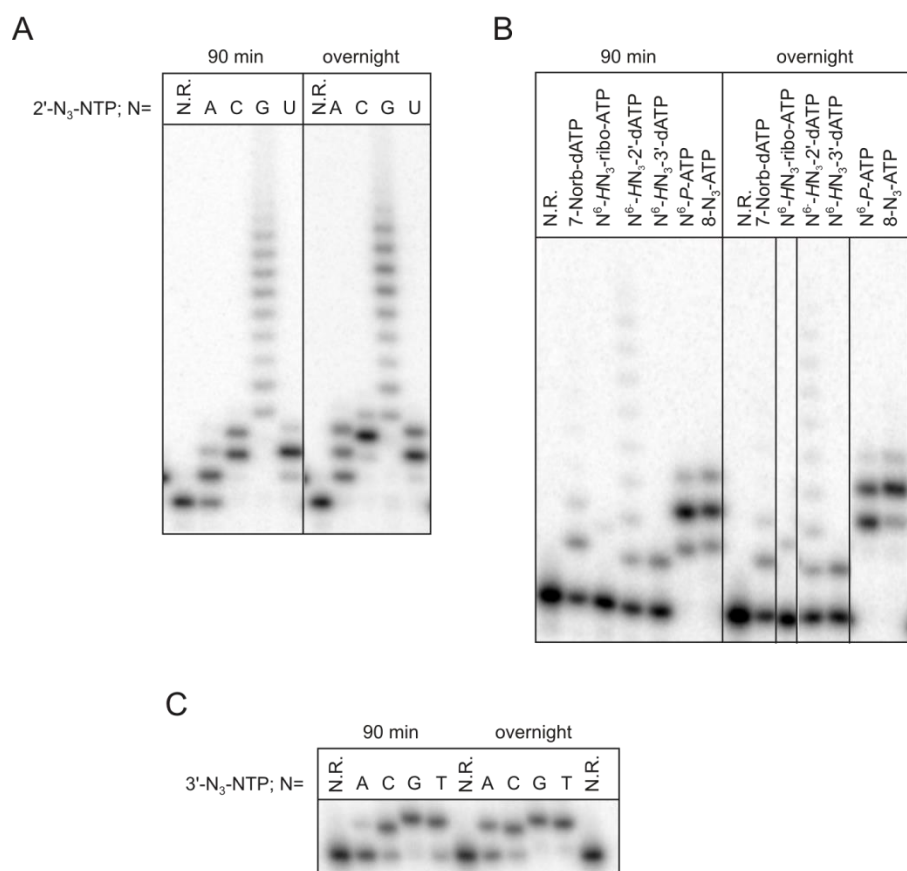 A
90 min
overnight
2'-N₃-NTP; N=
N.R.
A
C
G
U
N.R.
A
C
G
U
B
90 min
overnight
N.R.
7-Norb-dATP
N⁶-HN₃-ribo-ATP
N⁶-HN₃-2'-dATP
N⁶-HN₃-3'-dATP
N⁶-P-ATP
8-N₃-ATP
N.R.
7-Norb-dATP
N⁶-HN₃-ribo-ATP
N⁶-HN₃-2'-dATP
N⁶-HN₃-3'-dATP
N⁶-P-ATP
8-N₃-ATP
C
90 min
overnight
3'-N₃-NTP; N=
N.R.
A
C
G
T
N.R.
A
C
G
T
N.R.